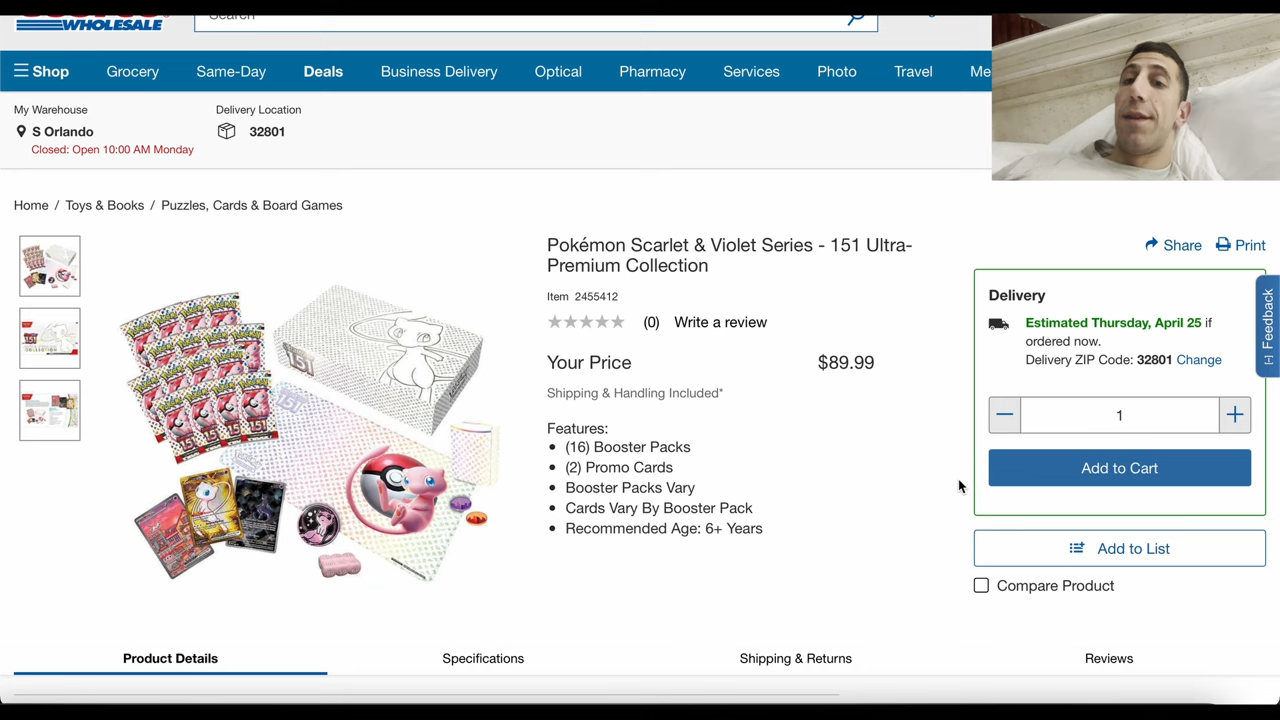 WHOLESALE
Search
Shop
Grocery
Same-Day
Deals
Business Delivery
Optical
Pharmacy
Services
Photo
Travel
Me
My Warehouse
Delivery Location
S Orlando
32801
Closed: Open 10:00 AM Monday
Home / Toys & Books / Puzzles, Cards & Board Games
Pokémon Scarlet & Violet Series - 151 Ultra-
Premium Collection
Item 2455412
(0) Write a review
Your Price $89.99
Shipping & Handling Included*
Features:
(16) Booster Packs
(2) Promo Cards
Booster Packs Vary
Cards Vary By Booster Pack
Recommended Age: 6+ Years
Share
Print
Delivery
Estimated Thursday, April 25 if
ordered now.
Delivery ZIP Code: 32801 Change
1
Add to Cart
Add to List
Compare Product
[-] Feedback
Product Details
Specifications
Shipping & Returns
Reviews